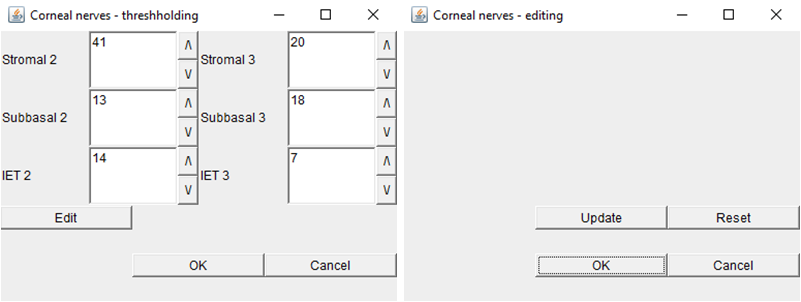 Corneal nerves - threshholding
Stromal 2 41 ∧ ∨ Stromal 3 20 ∧ ∨
Subbasal 2 13 ∧ ∨ Subbasal 3 18 ∧ ∨
IET 2 14 ∧ ∨ IET 3 7 ∧ ∨
Edit
OK Cancel
Corneal nerves - editing
Update Reset
OK Cancel